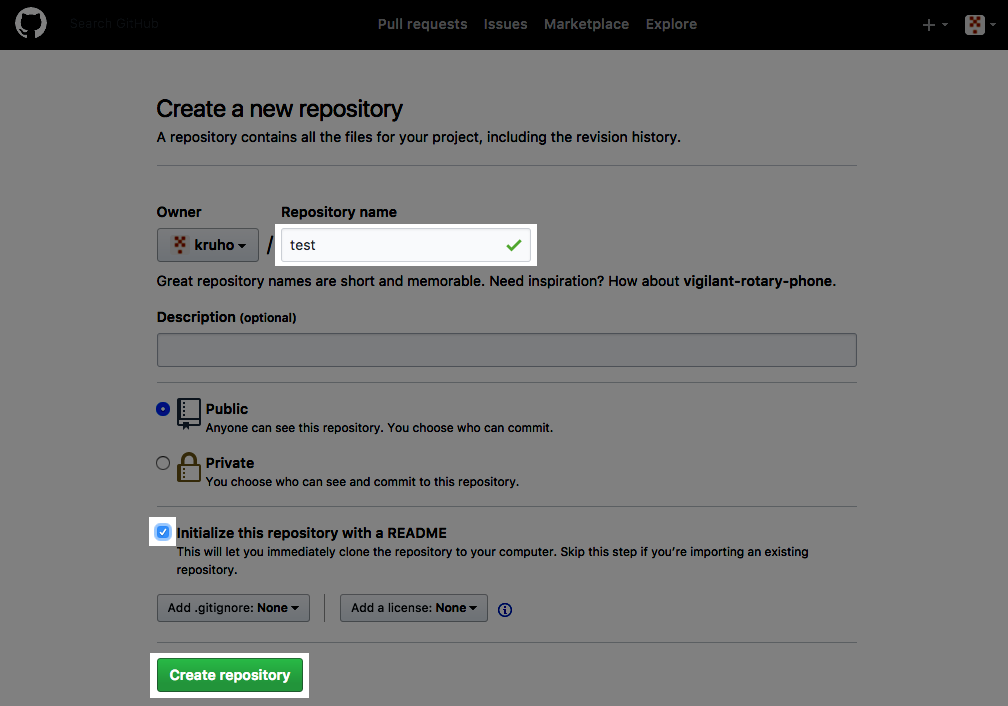 Search GitHub
Pull requests Issues Marketplace Explore
Create a new repository
A repository contains all the files for your project, including the revision history.
Owner Repository name
kruho / test
Great repository names are short and memorable. Need inspiration? How about vigilant-rotary-phone.
Description (optional)
Public
Anyone can see this repository. You choose who can commit.
Private
You choose who can see and commit to this repository.
Initialize this repository with a README
This will let you immediately clone the repository to your computer. Skip this step if you’re importing an existing
repository.
Add .gitignore: None Add a license: None
Create repository